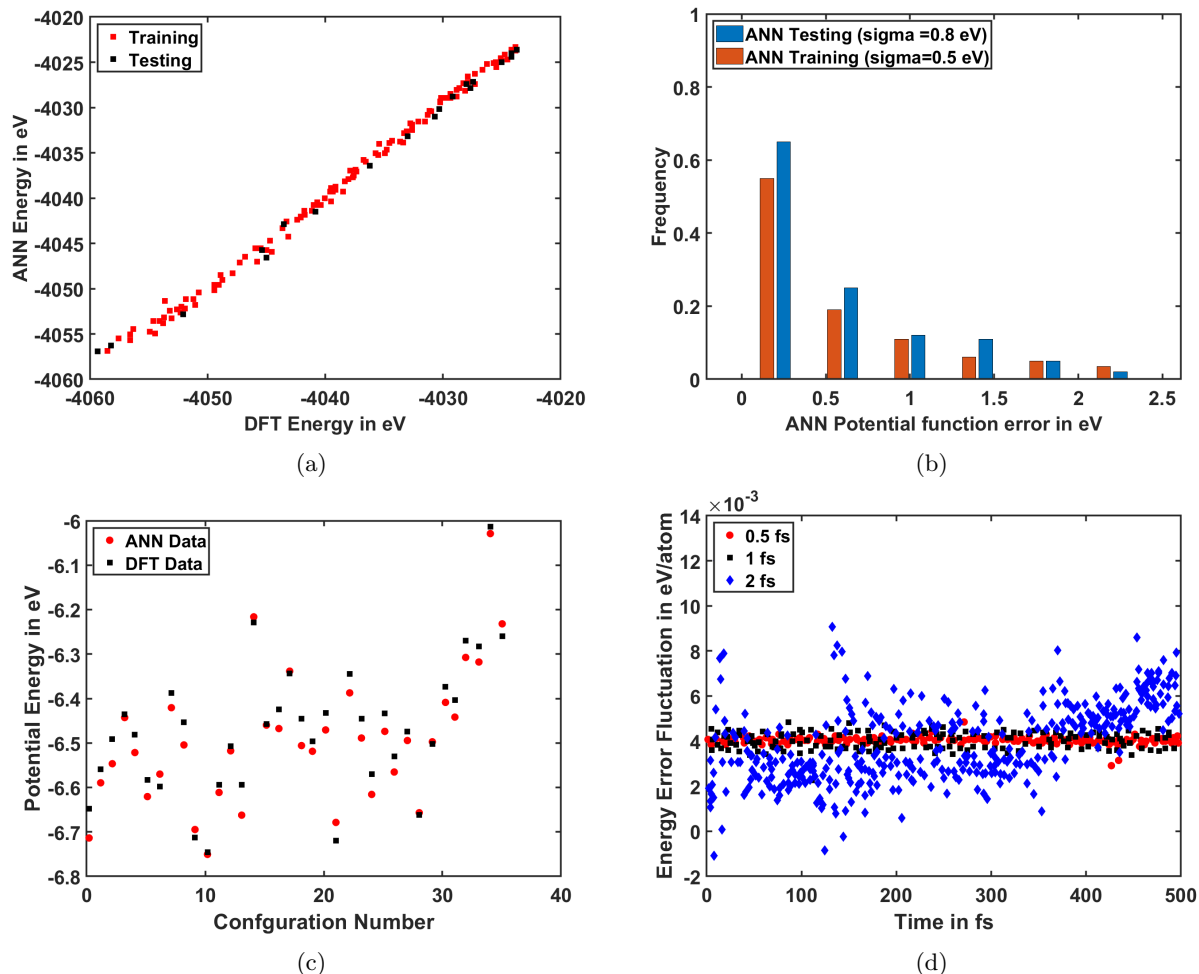 -4020
-4025
-4030
-4035
-4040
-4045
-4050
-4055
-4060
ANN Energy in eV
Training
Testing
-4060 -4050 -4040 -4030 -4020
DFT Energy in eV
(a)
1
0.8
0.6
0.4
0.2
0
Frequency
ANN Testing (sigma =0.8 eV)
ANN Training (sigma=0.5 eV)
0 0.5 1 1.5 2 2.5
ANN Potential function error in eV
(b)
-6
-6.1
-6.2
-6.3
-6.4
-6.5
-6.6
-6.7
-6.8
Potential Energy in eV
ANN Data
DFT Data
0 10 20 30 40
Confguration Number
(c)
×10-3
14
12
10
8
6
4
2
0
-2
Energy Error Fluctuation in eV/atom
0.5 fs
1 fs
2 fs
0 100 200 300 400 500
Time in fs
(d)